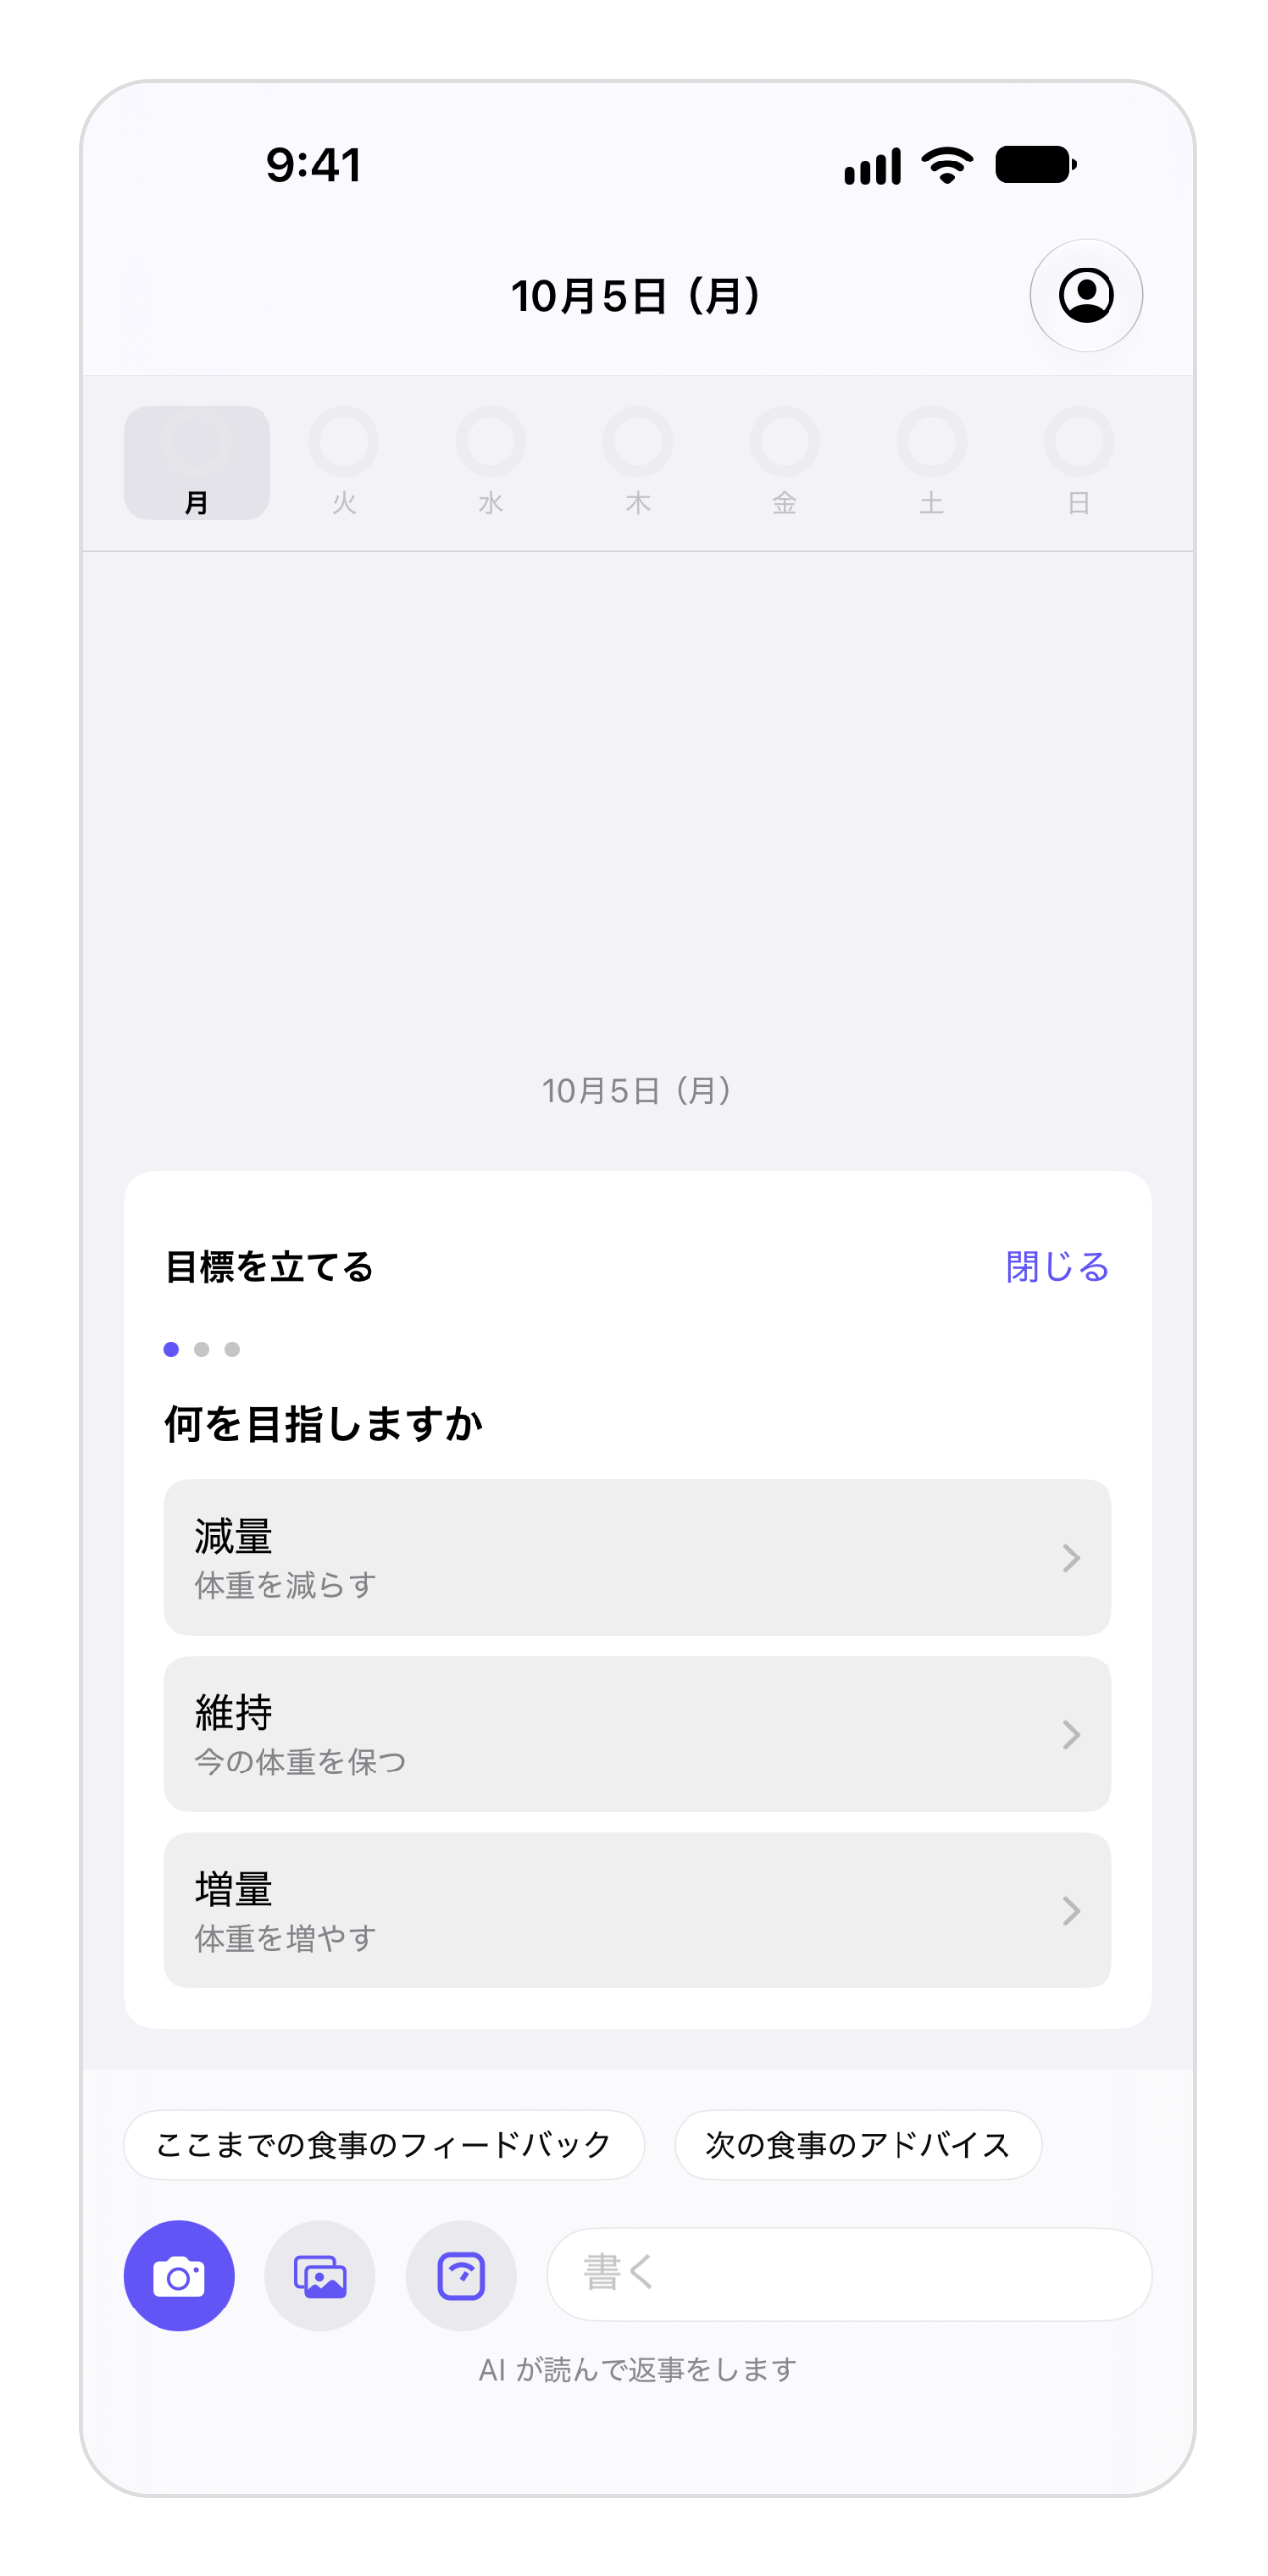 9:41
10月5日（月）
月 火 水 木 金 土 日
10月5日（月）
目標を立てる 閉じる
何を目指しますか
減量
体重を減らす
維持
今の体重を保つ
増量
体重を増やす
ここまでの食事のフィードバック 次の食事のアドバイス
書く
AI が読んで返事をします